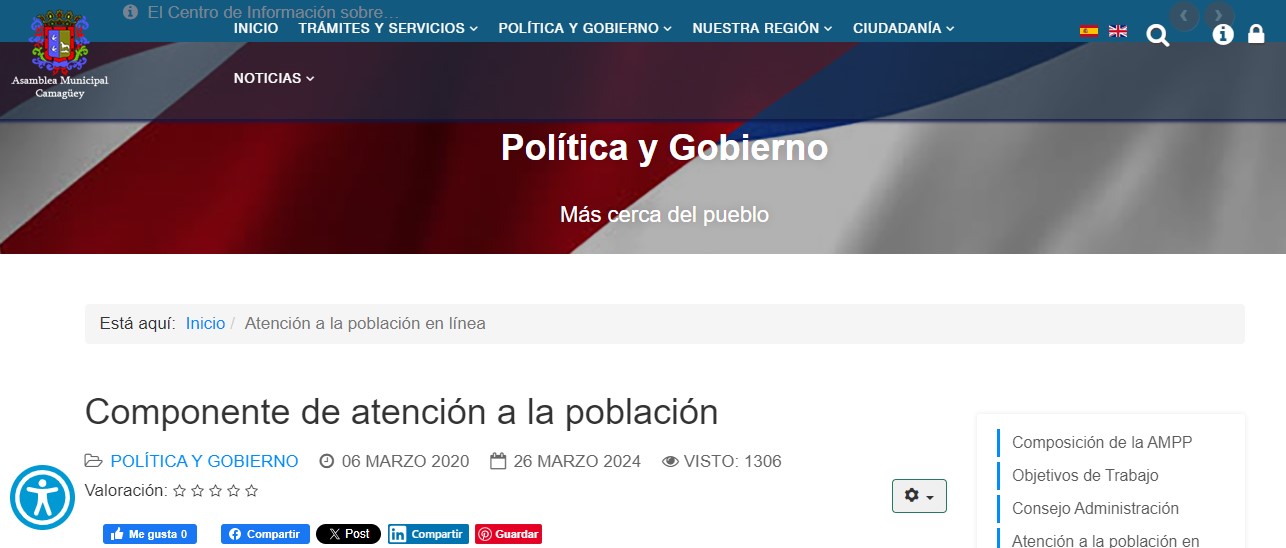 El Centro de Información sobre...
INICIO TRÁMITES Y SERVICIOS POLÍTICA Y GOBIERNO NUESTRA REGIÓN CIUDADANÍA
Asamblea Municipal
Camagüey
NOTICIAS
Política y Gobierno
Más cerca del pueblo
Está aquí: Inicio / Atención a la población en línea
Componente de atención a la población
POLÍTICA Y GOBIERNO 06 MARZO 2020 26 MARZO 2024 VISTO: 1306
Valoración:
Me gusta 0 Compartir Post Compartir Guardar
Composición de la AMPP
Objetivos de Trabajo
Consejo Administración
Atención a la población en